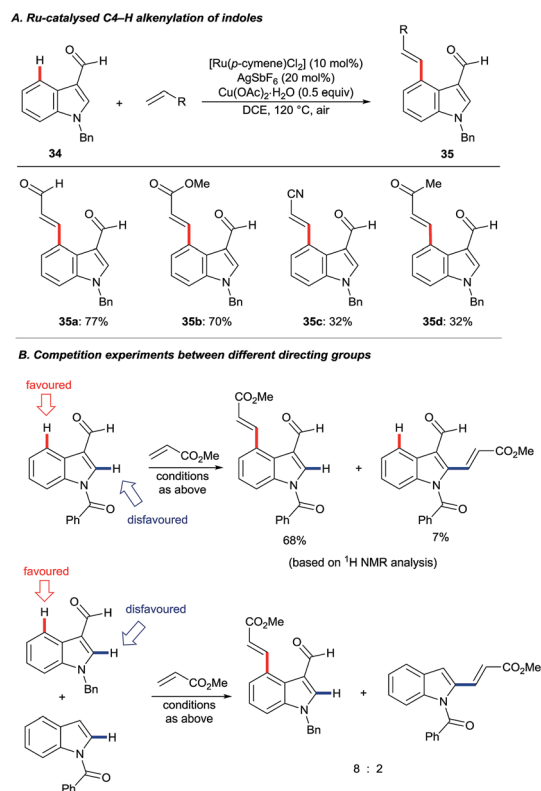 A. Ru-catalysed C4–H alkenylation of indoles
H
O
H
N
Bn
34
+
R
[Ru(p-cymene)Cl2] (10 mol%)
AgSbF6 (20 mol%)
Cu(OAc)2·H2O (0.5 equiv)
DCE, 120 °C, air
R
O
H
N
Bn
35
O
H
O
H
N
Bn
35a: 77%
O
OMe
O
H
N
Bn
35b: 70%
CN
O
H
N
Bn
35c: 32%
O
Me
O
H
N
Bn
35d: 32%
B. Competition experiments between different directing groups
favoured
H
O
H
H
N
O
Ph
disfavoured
CO2Me
conditions
as above
CO2Me
O
H
H
N
O
Ph
68%
+
H
O
H
CO2Me
N
O
Ph
7%
(based on 1H NMR analysis)
favoured
H
O
H
disfavoured
H
N
Bn
+
H
N
O
Ph
CO2Me
conditions
as above
CO2Me
O
H
H
N
Bn
+
CO2Me
N
O
Ph
8 : 2